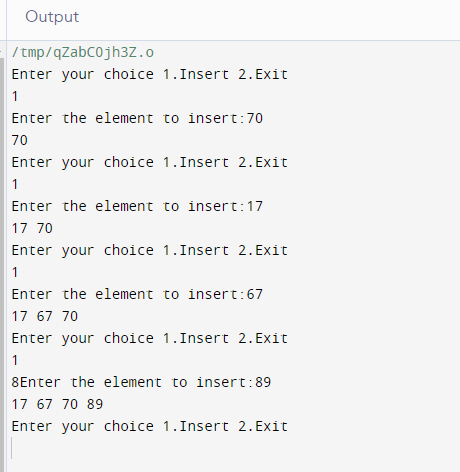 Output
/tmp/qZabC0jh3Z.o
Enter your choice 1.Insert 2.Exit
1
Enter the element to insert:70
70
Enter your choice 1.Insert 2.Exit
1
Enter the element to insert:17
17 70
Enter your choice 1.Insert 2.Exit
1
Enter the element to insert:67
17 67 70
Enter your choice 1.Insert 2.Exit
1
8Enter the element to insert:89
17 67 70 89
Enter your choice 1.Insert 2.Exit